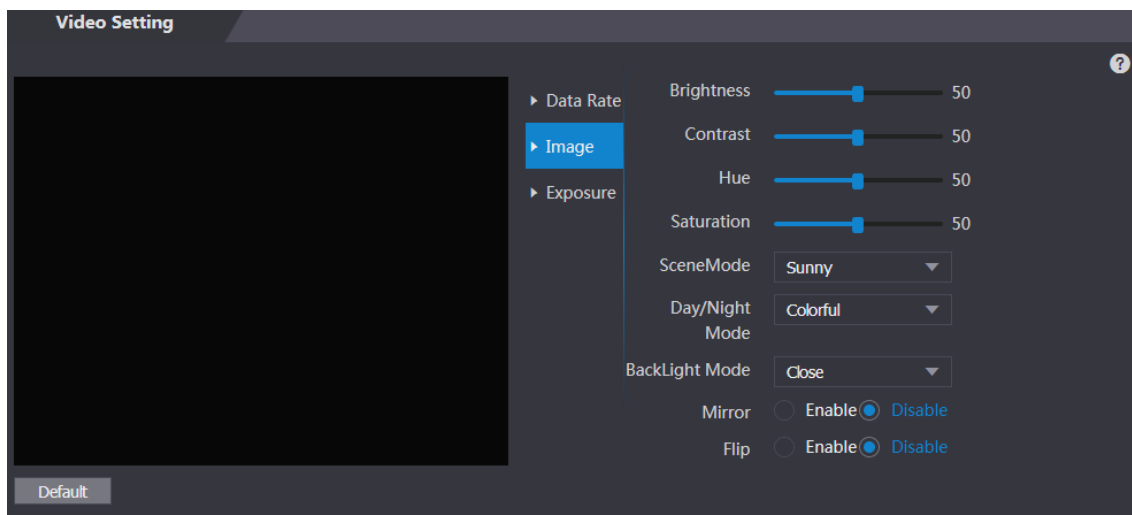 Video Setting
?
Data Rate
Image
Exposure
Brightness 50
Contrast 50
Hue 50
Saturation 50
SceneMode Sunny
Day/Night Colorful
Mode
BackLight Mode Close
Mirror Enable Disable
Flip Enable Disable
Default